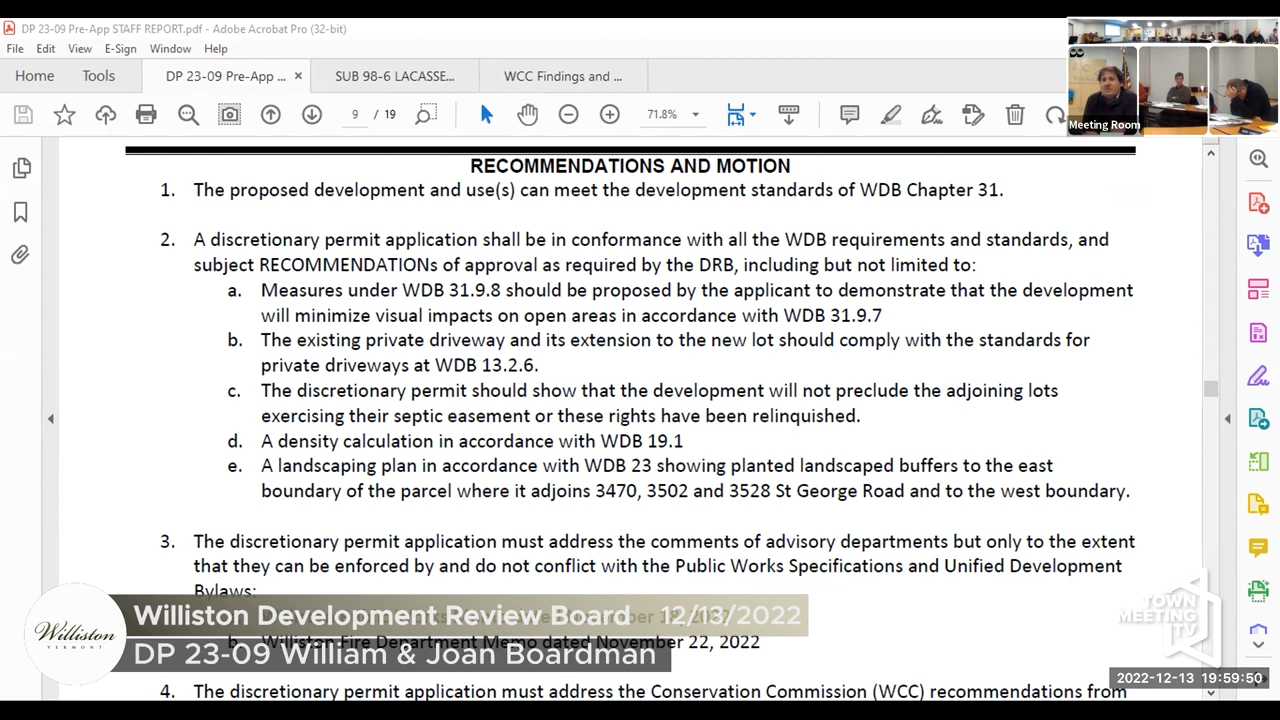 DP 23-09 Pre-App STAFF REPORT.pdf - Adobe Acrobat Pro (32-bit)
File Edit View E-Sign Window Help
Home Tools DP 23-09 Pre-App ... × SUB 98-6 LACASSE... WCC Findings and ...
9 / 19 71.8%
Meeting Room
RECOMMENDATIONS AND MOTION
1. The proposed development and use(s) can meet the development standards of WDB Chapter 31.
2. A discretionary permit application shall be in conformance with all the WDB requirements and standards, and
subject RECOMMENDATIONs of approval as required by the DRB, including but not limited to:
a. Measures under WDB 31.9.8 should be proposed by the applicant to demonstrate that the development
will minimize visual impacts on open areas in accordance with WDB 31.9.7
b. The existing private driveway and its extension to the new lot should comply with the standards for
private driveways at WDB 13.2.6.
c. The discretionary permit should show that the development will not preclude the adjoining lots
exercising their septic easement or these rights have been relinquished.
d. A density calculation in accordance with WDB 19.1
e. A landscaping plan in accordance with WDB 23 showing planted landscaped buffers to the east
boundary of the parcel where it adjoins 3470, 3502 and 3528 St George Road and to the west boundary.
3. The discretionary permit application must address the comments of advisory departments but only to the extent
that they can be enforced by and do not conflict with the Public Works Specifications and Unified Development
Bylaws:
Williston Development Review Board 12/13/2022
b. Williston Fire Department Memo dated November 22, 2022
DP 23-09 William & Joan Boardman
Williston
VERMONT
TOWN
MEETING
TV
2022-12-13 19:59:50
4. The discretionary permit application must address the Conservation Commission (WCC) recommendations from